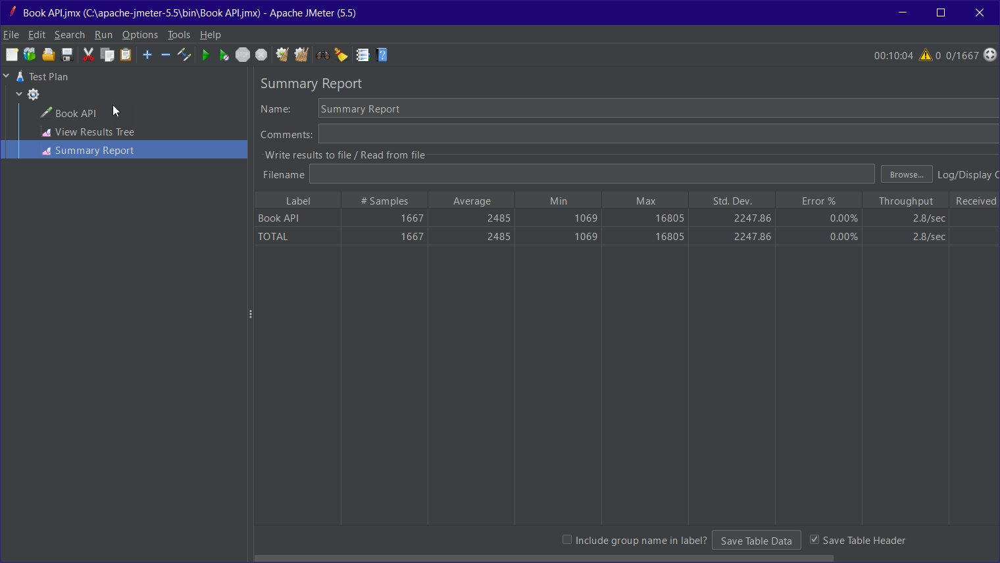 Book API.jmx (C:\apache-jmeter-5.5\bin\Book API.jmx) - Apache JMeter (5.5)
File Edit Search Run Options Tools Help
STOP
00:10:04 0 0/1667
Test Plan
Book API
View Results Tree
Summary Report
Summary Report
Name: Summary Report
Comments:
Write results to file / Read from file
Filename Browse... Log/Display
Label # Samples Average Min Max Std. Dev. Error % Throughput Received
Book API 1667 2485 1069 16805 2247.86 0.00% 2.8/sec
TOTAL 1667 2485 1069 16805 2247.86 0.00% 2.8/sec
Include group name in label? Save Table Data Save Table Header